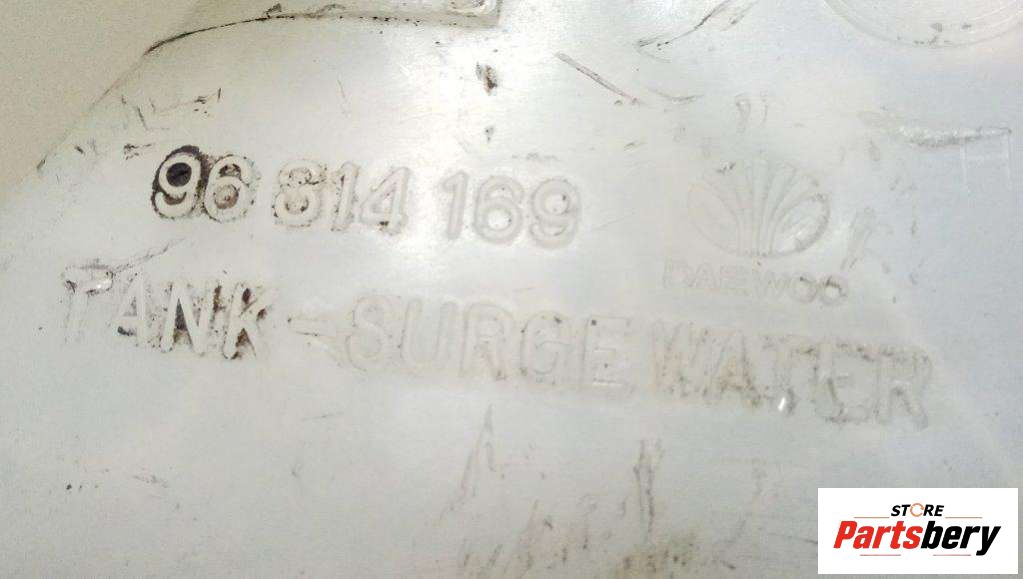 96 814 169
DAEWOO
TANK-SURGE WATER
STORE
Partsbery